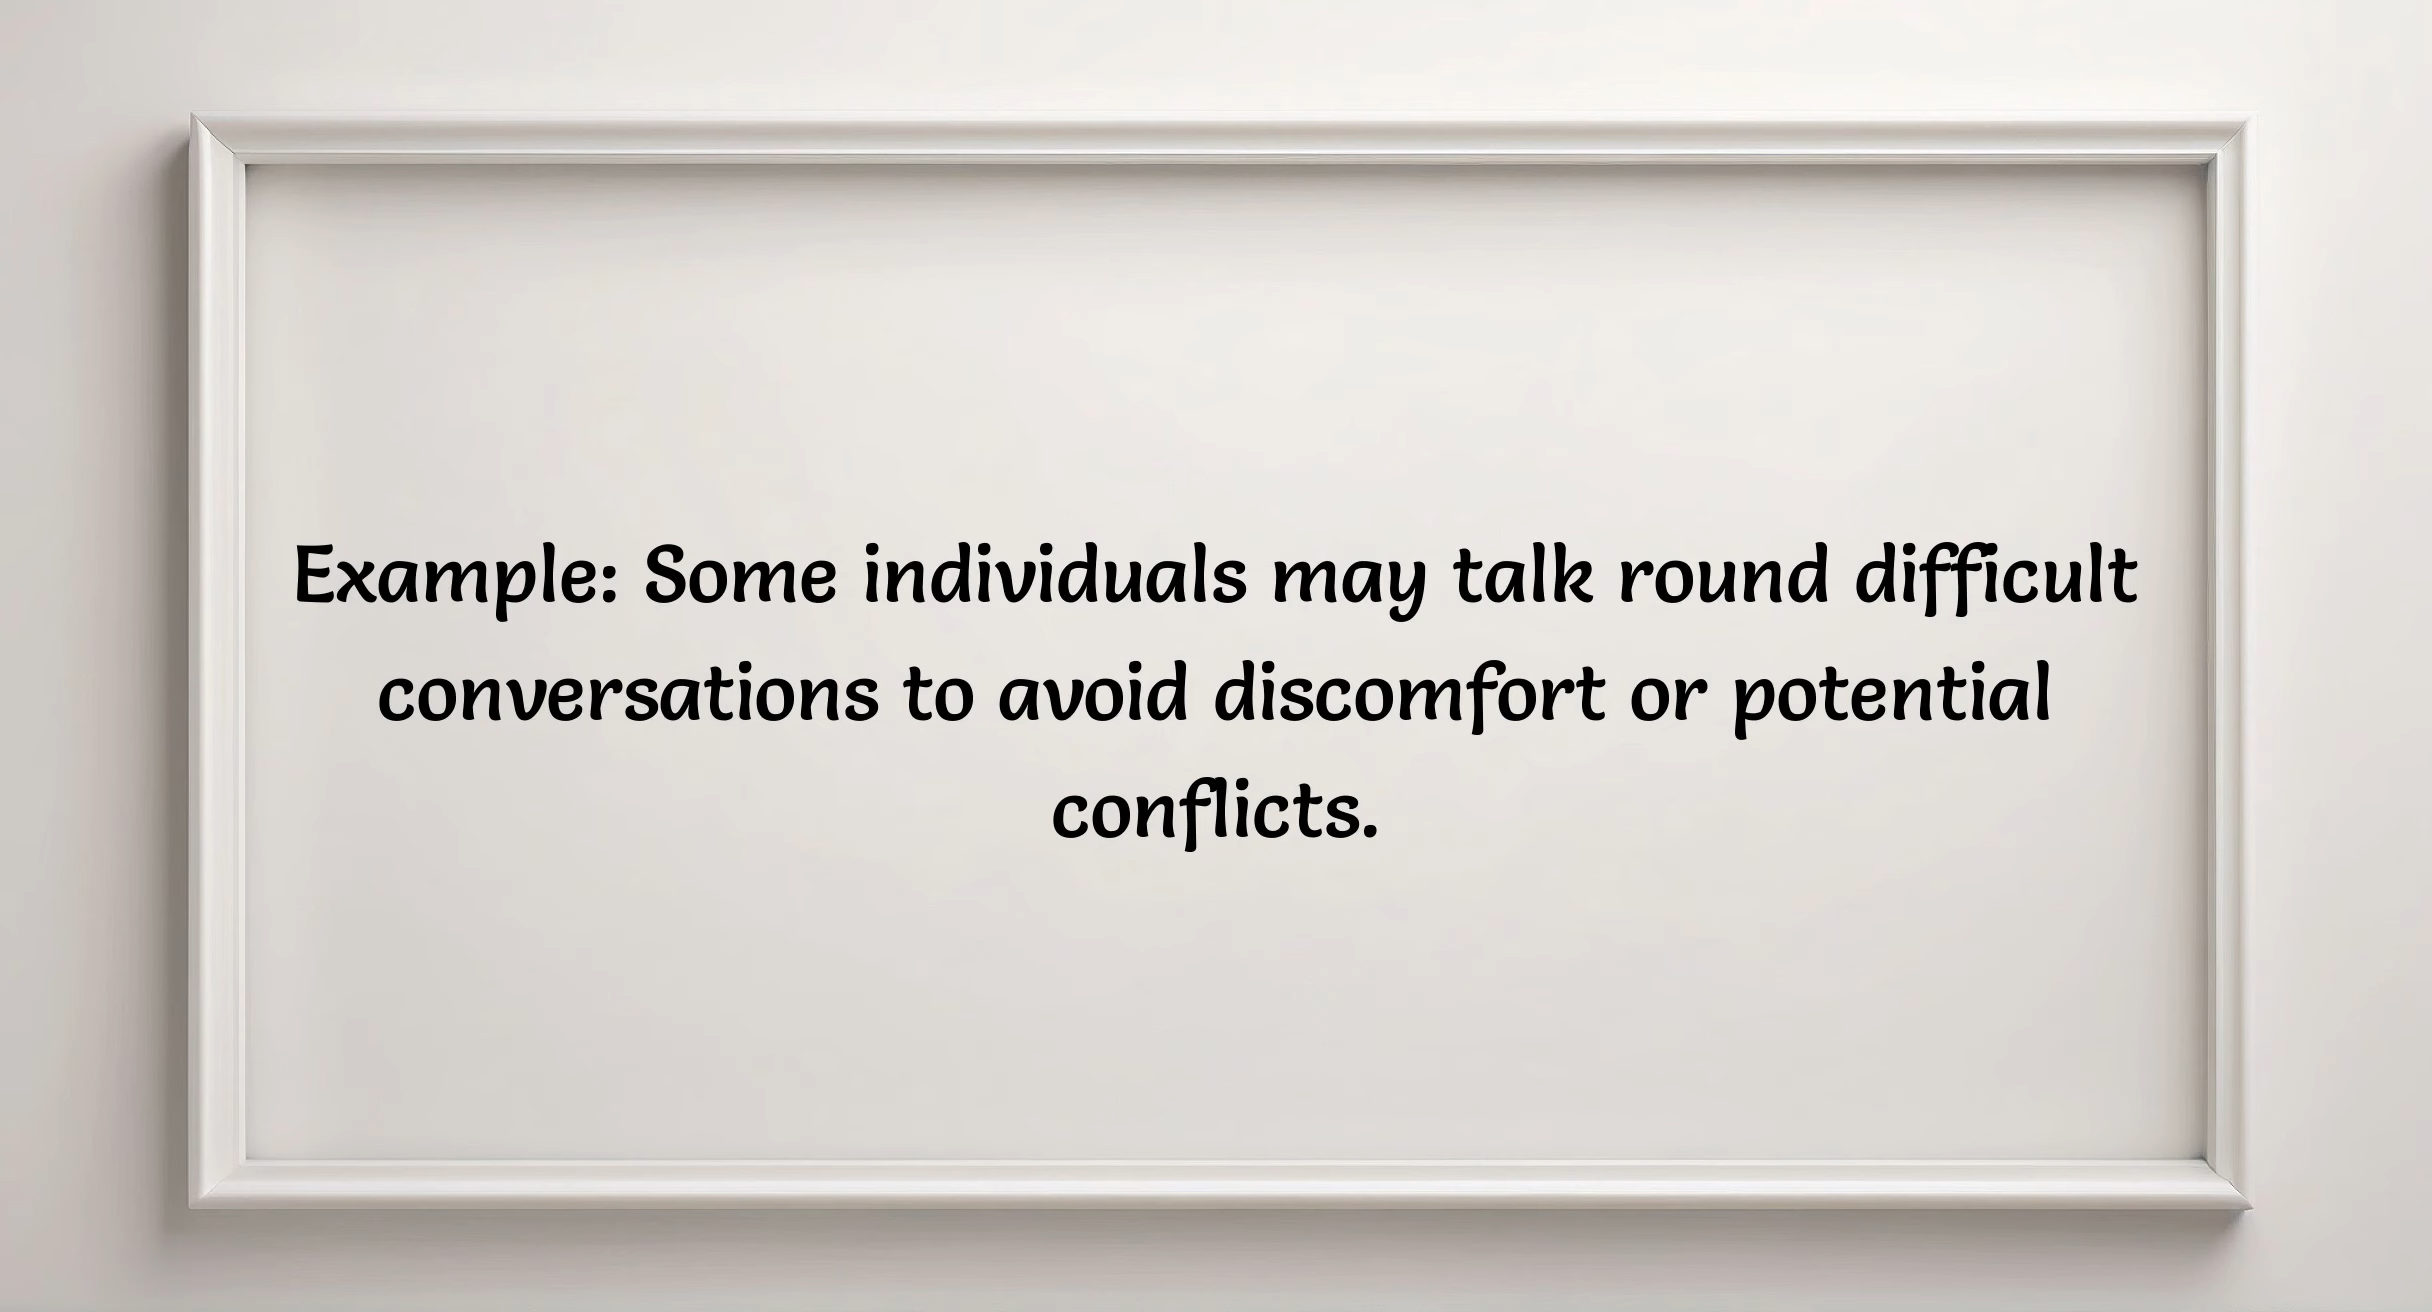 Example: Some individuals may talk round difficult
conversations to avoid discomfort or potential
conflicts.